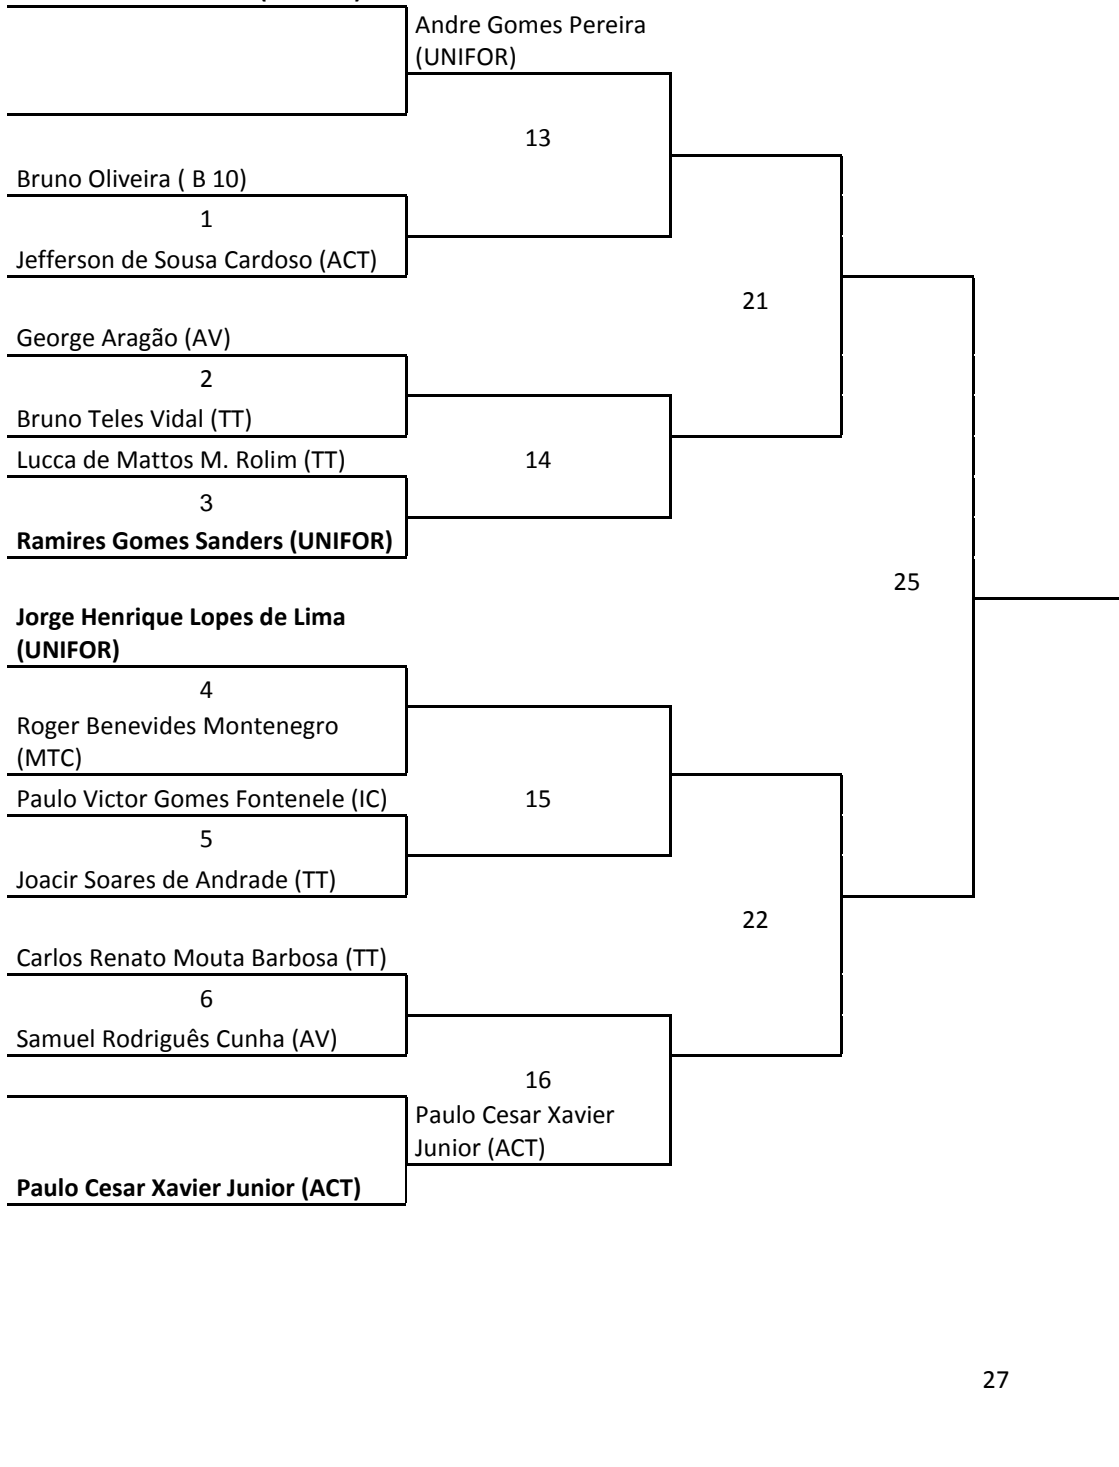 Andre Gomes Pereira
(UNIFOR)
13
Bruno Oliveira ( B 10)
1
Jefferson de Sousa Cardoso (ACT)
21
George Aragão (AV)
2
Bruno Teles Vidal (TT)
Lucca de Mattos M. Rolim (TT)
14
3
Ramires Gomes Sanders (UNIFOR)
25
Jorge Henrique Lopes de Lima
(UNIFOR)
4
Roger Benevides Montenegro
(MTC)
Paulo Victor Gomes Fontenele (IC)
15
5
Joacir Soares de Andrade (TT)
22
Carlos Renato Mouta Barbosa (TT)
6
Samuel Rodriguês Cunha (AV)
16
Paulo Cesar Xavier
Junior (ACT)
Paulo Cesar Xavier Junior (ACT)
27